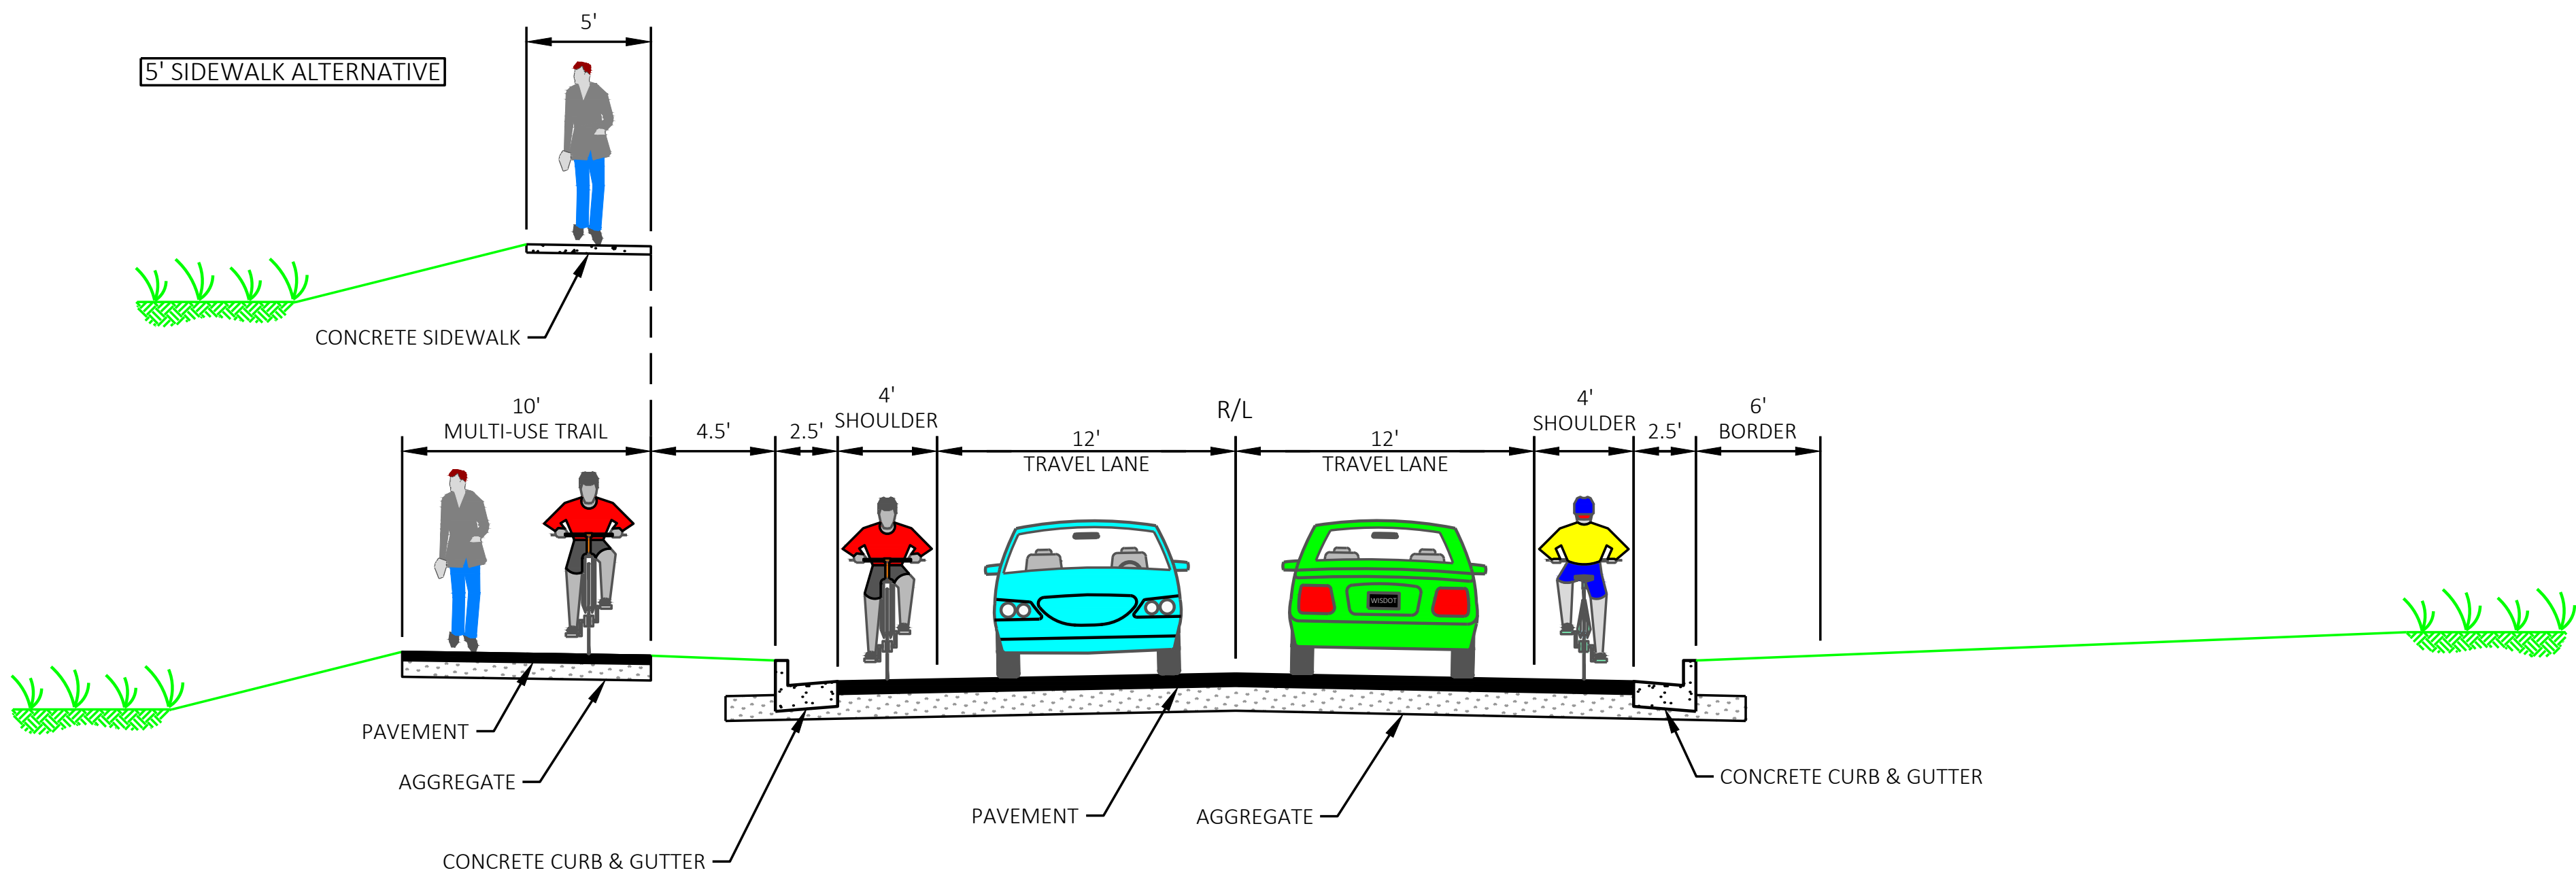 5'
5' SIDEWALK ALTERNATIVE
CONCRETE SIDEWALK
10'
MULTI-USE TRAIL
4.5'
2.5'
4'
SHOULDER
12'
TRAVEL LANE
R/L
12'
TRAVEL LANE
4'
SHOULDER
2.5'
6'
BORDER
WISDOT
PAVEMENT
AGGREGATE
CONCRETE CURB & GUTTER
PAVEMENT
AGGREGATE
CONCRETE CURB & GUTTER